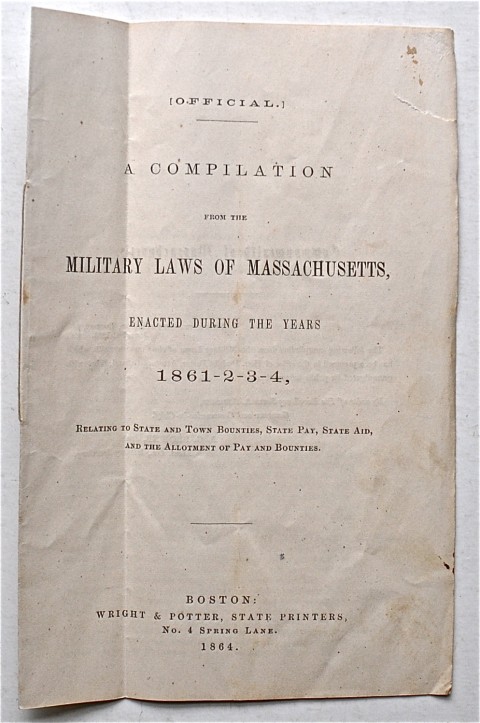 [OFFICIAL.]
A COMPILATION
FROM THE
MILITARY LAWS OF MASSACHUSETTS,
ENACTED DURING THE YEARS
1861-2-3-4,
RELATING TO STATE AND TOWN BOUNTIES, STATE PAY, STATE AID,
AND THE ALLOTMENT OF PAY AND BOUNTIES.
BOSTON:
WRIGHT & POTTER, STATE PRINTERS,
No. 4 SPRING LANE.
1864.